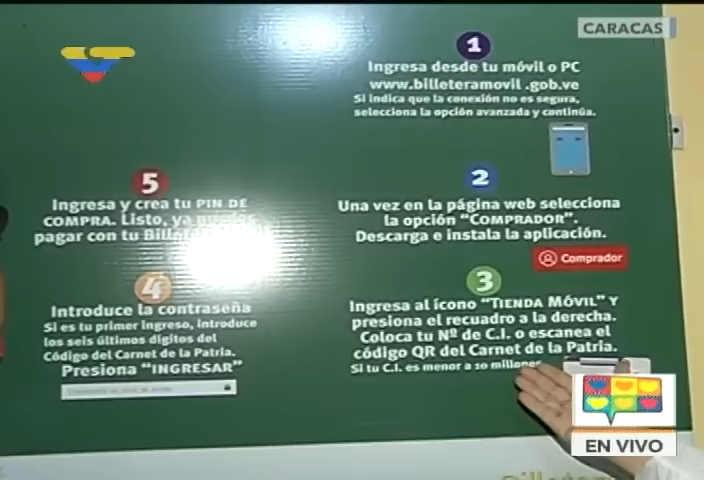 CARACAS
1
Ingresa desde tu móvil o PC
www.billeteramovil.gob.ve
Si indica que la conexión no es segura,
selecciona la opción avanzada y continúa.
2
Una vez en la página web selecciona
la opción “COMPRADOR”.
Descarga e instala la aplicación.
Comprador
3
Ingresa al ícono “TIENDA MÓVIL” Y
presiona el recuadro a la derecha.
Coloca tu Nº de C.I. o escanea el
código QR del Carnet de la Patria.
Si tu C.I. es menor a 10 millones
4
Introduce la contraseña
Si es tu primer ingreso, introduce
los seis últimos dígitos del
Código del Carnet de la Patria.
Presiona “INGRESAR”
5
Ingresa y crea tu PIN DE
COMPRA. Listo, ya puedes
pagar con tu
EN VIVO